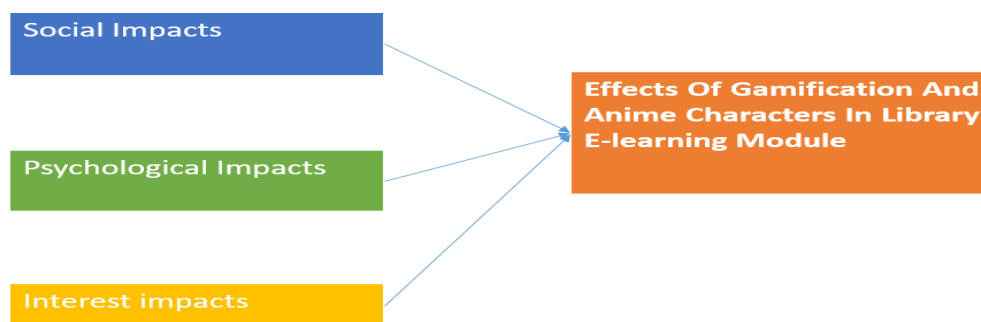 Social Impacts
Effects Of Gamification And
Anime Characters In Library
E-learning Module
Psychological Impacts
Interest impacts